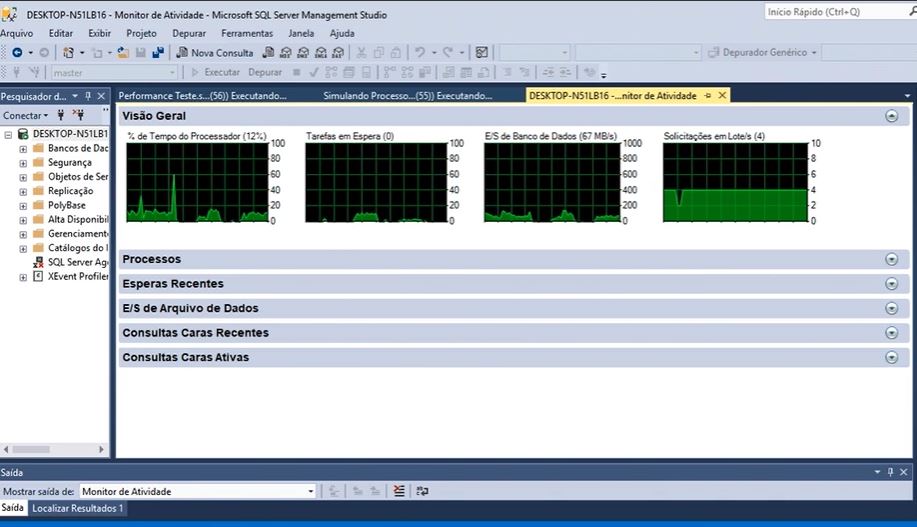 DESKTOP-N51LB16 - Monitor de Atividade - Microsoft SQL Server Management Studio
Início Rápido (Ctrl+Q)
Arquivo Editar Exibir Projeto Depurar Ferramentas Janela Ajuda
Nova Consulta
Depurador Genérico
master
Executar Depurar
Pesquisador d...
Performance Teste.s...(56)) Executando...
Simulando Processo...(55)) Executando...
DESKTOP-N51LB16 -...nitor de Atividade
Conectar
DESKTOP-N51LB1
Bancos de Dac
Segurança
Objetos de Ser
Replicação
PolyBase
Alta Disponibil
Gerenciamento
Catálogos do I
SQL Server Age
XEvent Profiler
Visão Geral
% de Tempo do Processador (12%)
100
80
60
40
20
0
Tarefas em Espera (0)
100
80
60
40
20
0
E/S de Banco de Dados (67 MB/s)
1000
800
600
400
200
0
Solicitações em Lote/s (4)
10
8
6
4
2
0
Processos
Esperas Recentes
E/S de Arquivo de Dados
Consultas Caras Recentes
Consultas Caras Ativas
Saída
Mostrar saída de: Monitor de Atividade
Saída Localizar Resultados 1